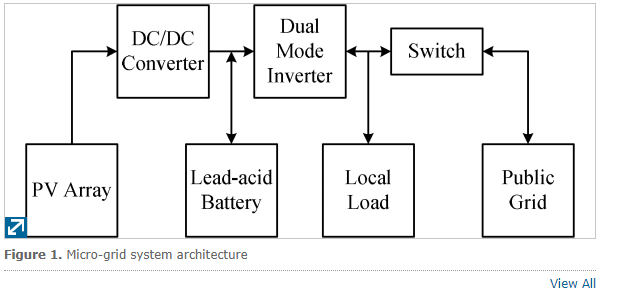 DC/DC
Converter
Dual
Mode
Inverter
Switch
PV Array
Lead-acid
Battery
Local
Load
Public
Grid
Figure 1. Micro-grid system architecture
View All